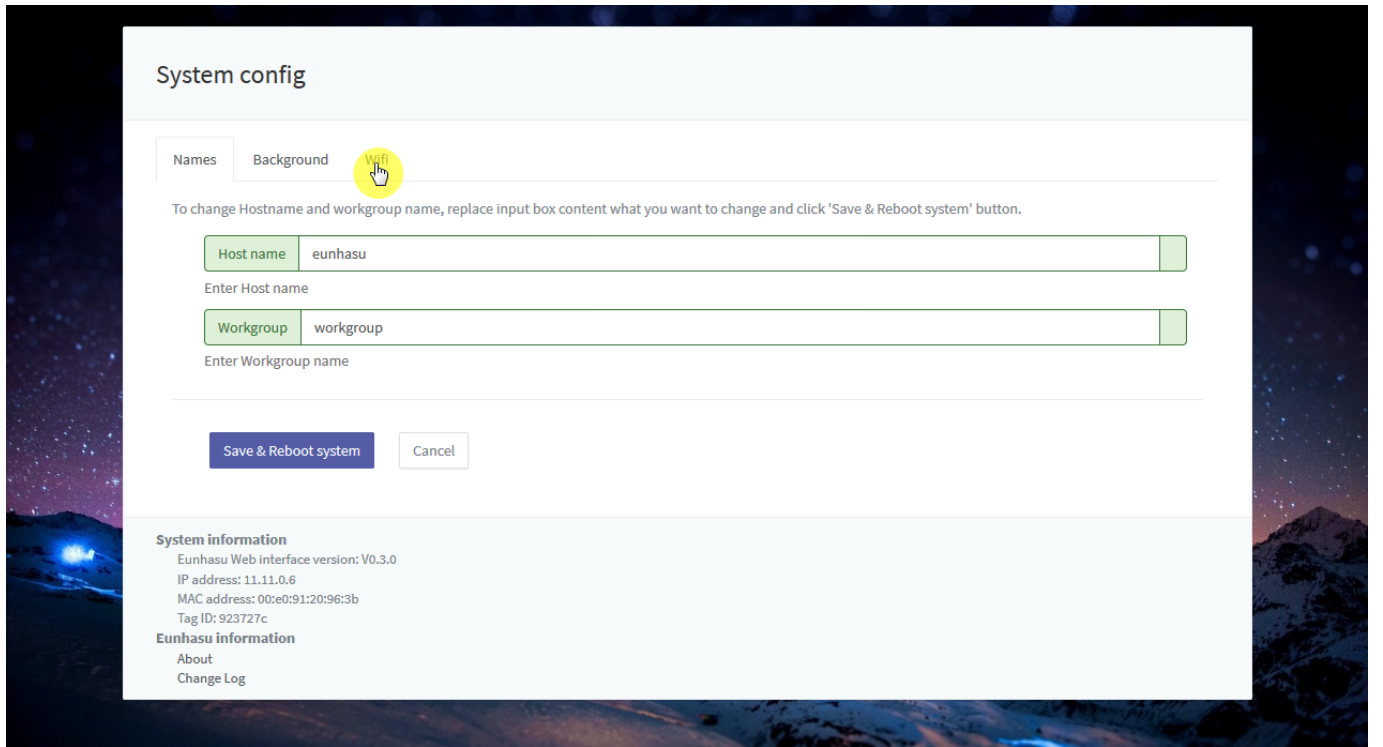 System config
Names Background Wifi
To change Hostname and workgroup name, replace input box content what you want to change and click 'Save & Reboot system' button.
Host name eunhasu
Enter Host name
Workgroup workgroup
Enter Workgroup name
Save & Reboot system Cancel
System information
Eunhasu Web interface version: V0.3.0
IP address: 11.11.0.6
MAC address: 00:e0:91:20:96:3b
Tag ID: 923727c
Eunhasu information
About
Change Log